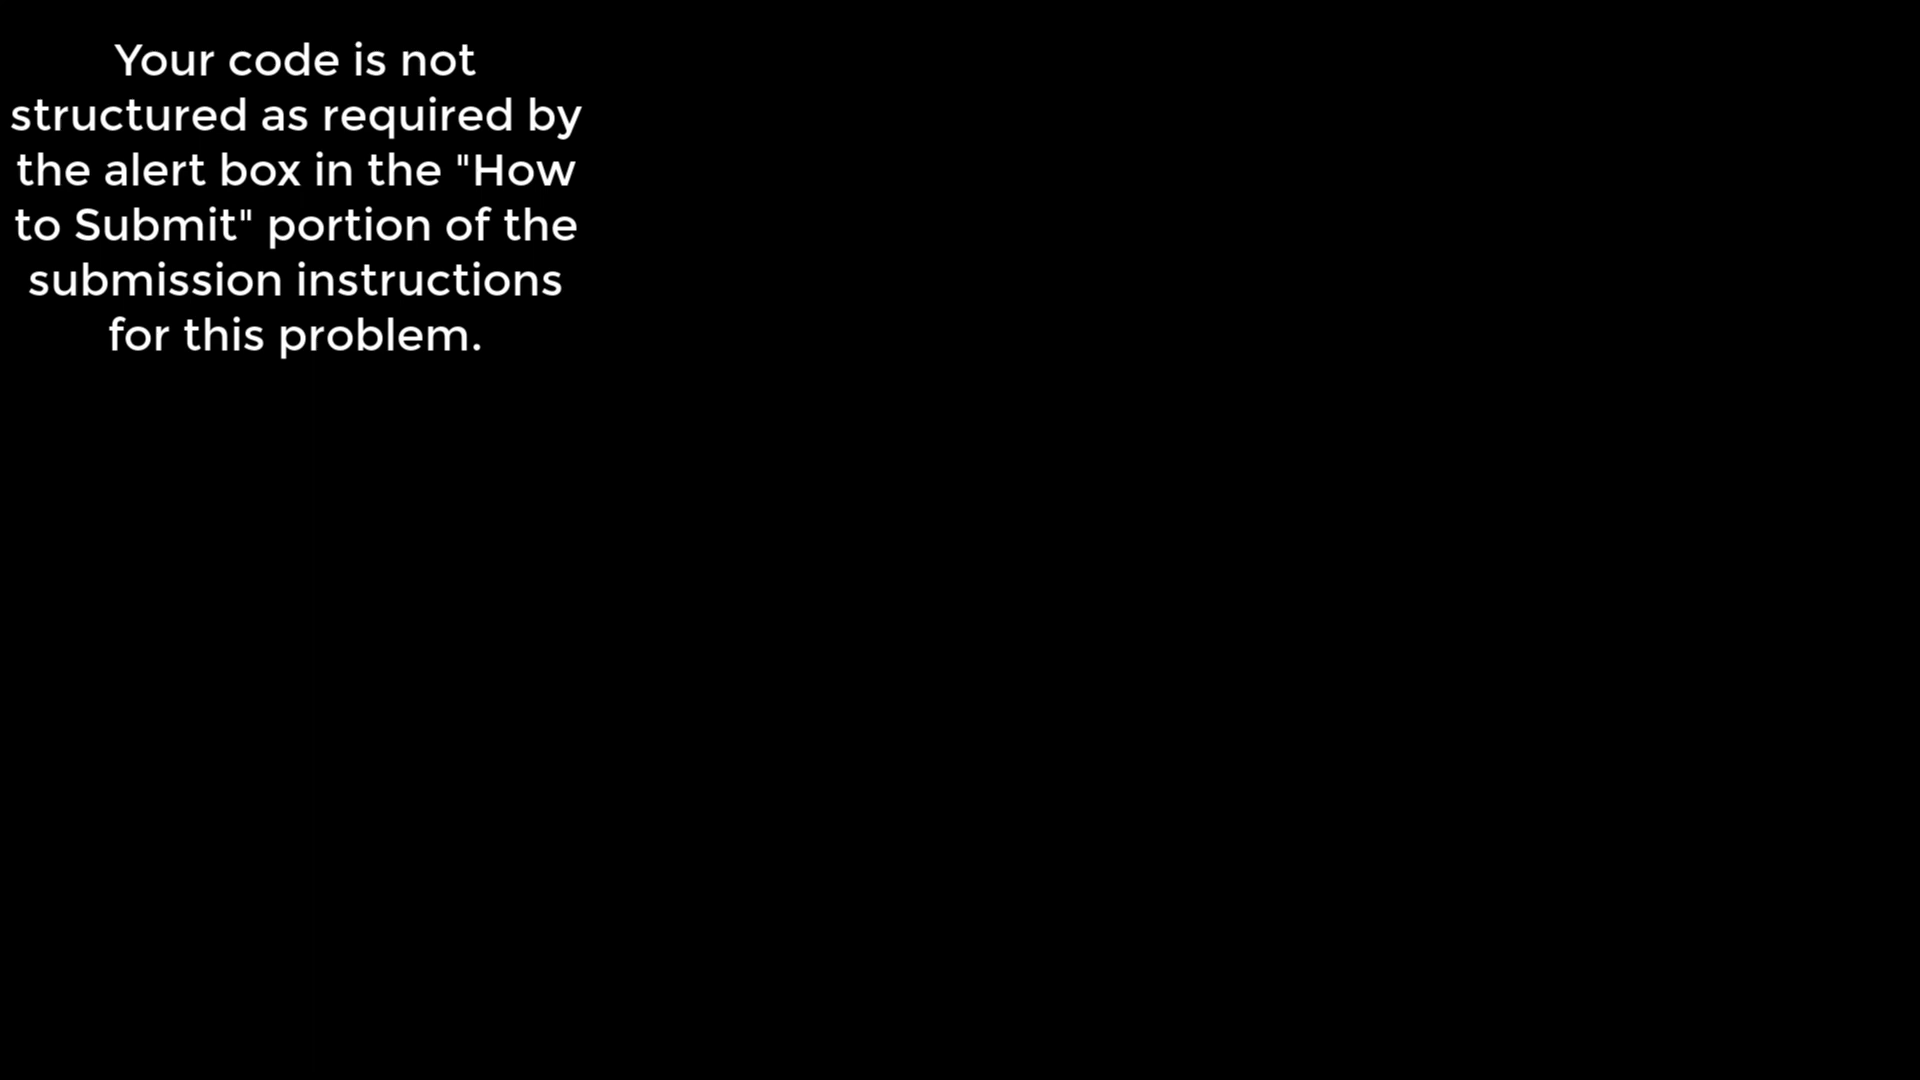 Your code is not
structured as required by
the alert box in the "How
to Submit" portion of the
submission instructions
for this problem.